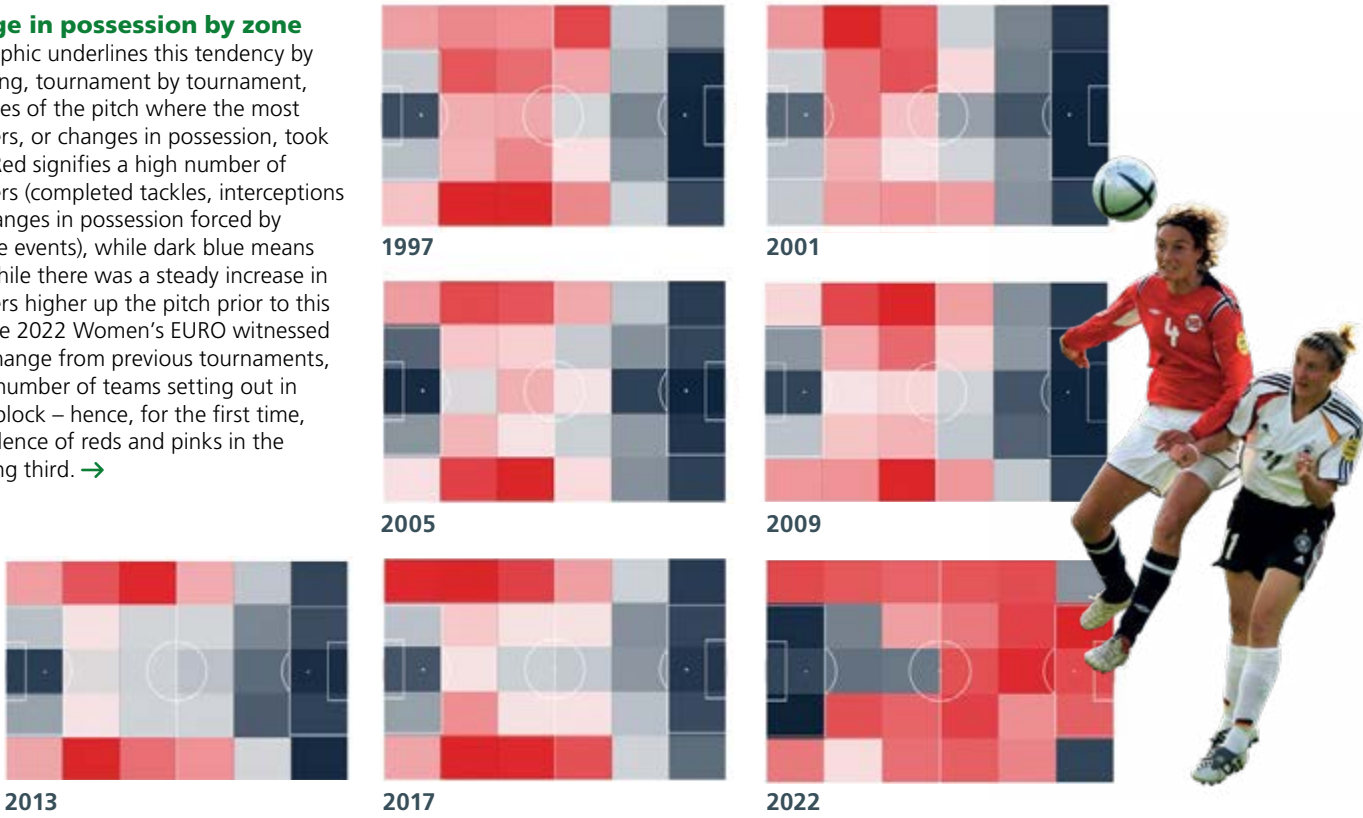 ge in possession by zone
phic underlines this tendency by
ng, tournament by tournament,
es of the pitch where the most
ers, or changes in possession, took
Red signifies a high number of
ers (completed tackles, interceptions
anges in possession forced by
e events), while dark blue means
hile there was a steady increase in
ers higher up the pitch prior to this
e 2022 Women's EURO witnessed
hange from previous tournaments,
number of teams setting out in
block – hence, for the first time,
lence of reds and pinks in the
ng third. →
1997
2001
2005
2009
2013
2017
2022
4
11
11